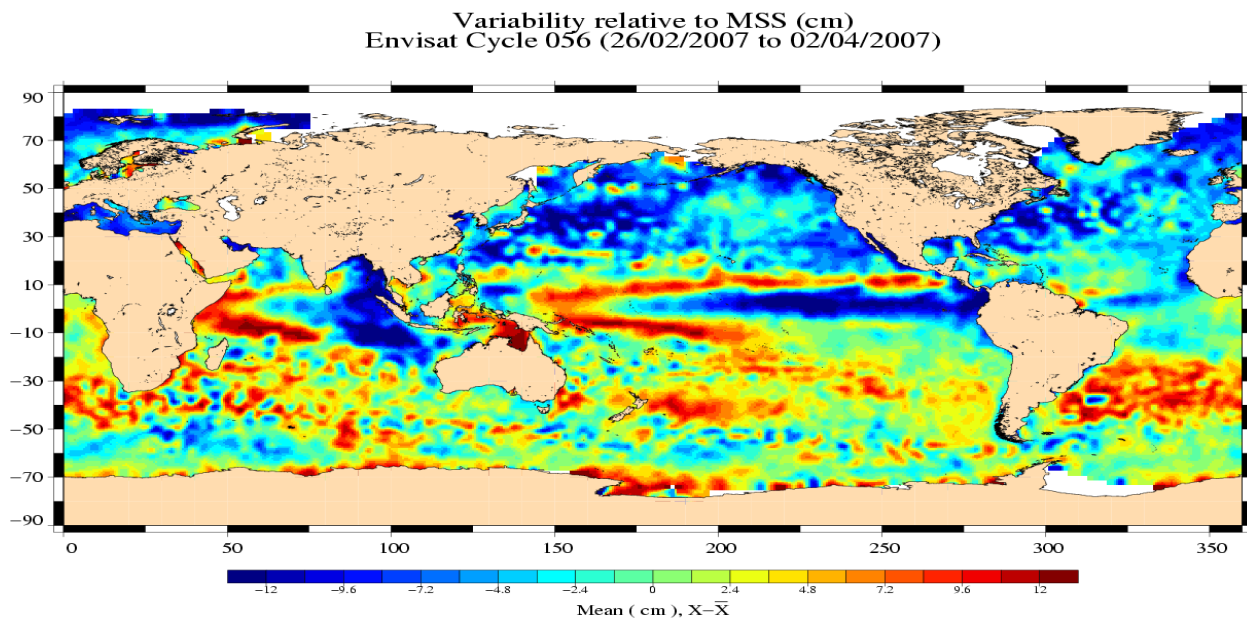 Variability relative to MSS (cm)
Envisat Cycle 056 (26/02/2007 to 02/04/2007)
90
70
50
30
10
−10
−30
−50
−70
−90
0 50 100 150 200 250 300 350
−12 −9.6 −7.2 −4.8 −2.4 0 2.4 4.8 7.2 9.6 12
Mean ( cm ), X−X̅